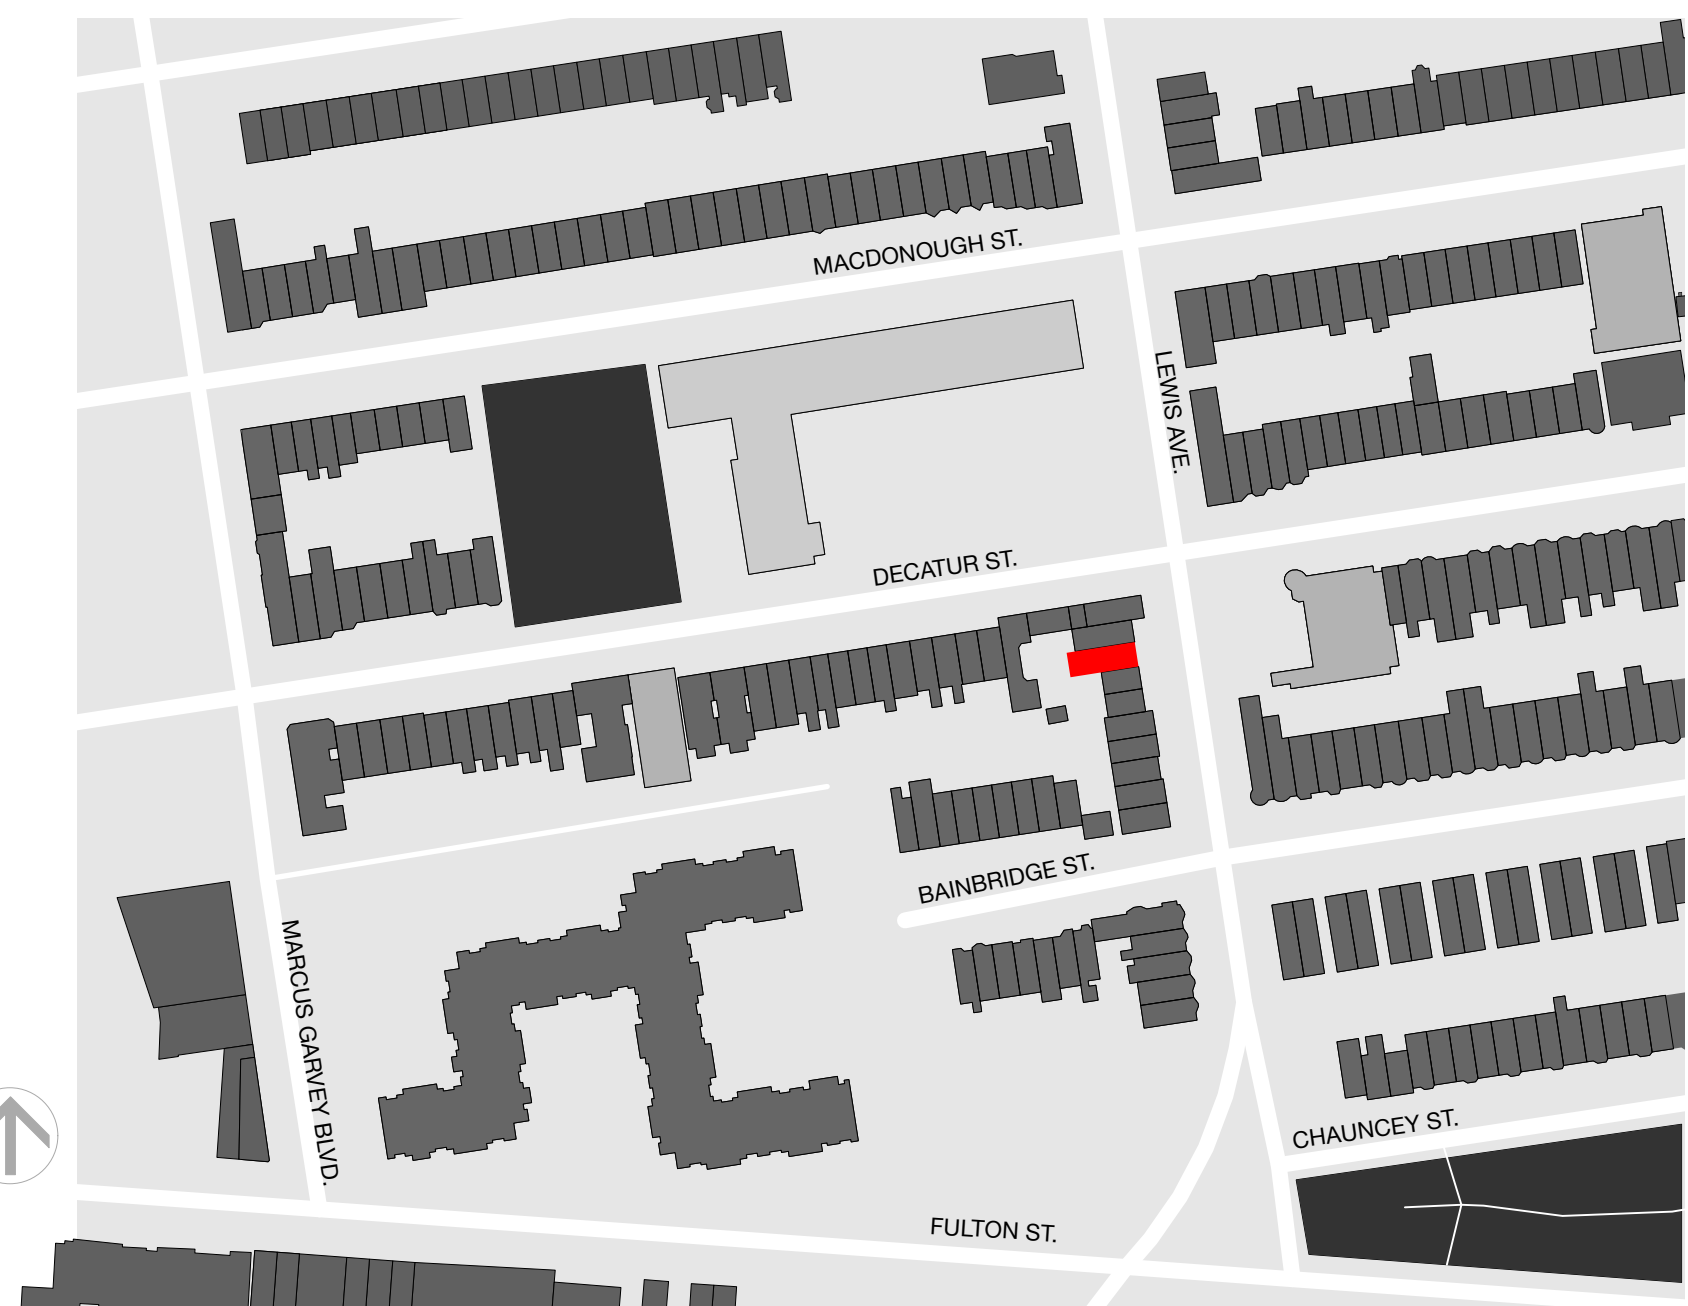 MACDONOUGH ST.
LEWIS AVE.
DECATUR ST.
BAINBRIDGE ST.
MARCUS GARVEY BLVD.
CHAUNCEY ST.
FULTON ST.